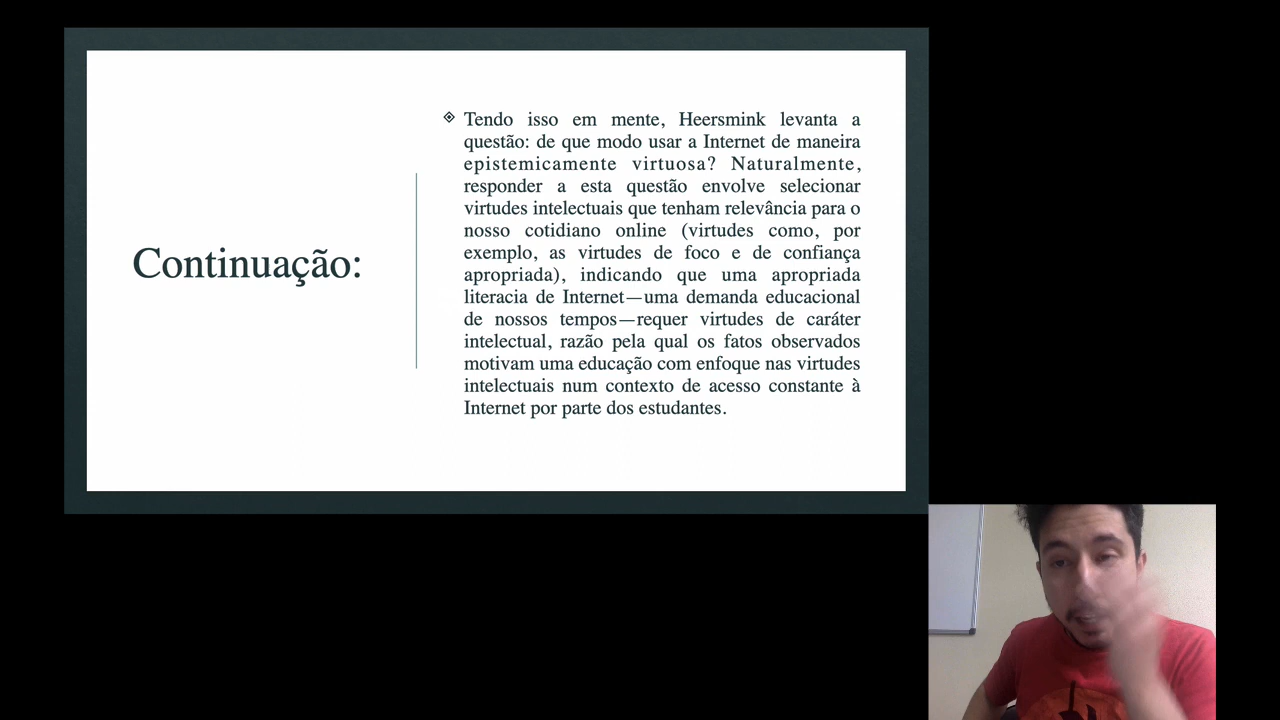 Continuação:
Tendo isso em mente, Heersmink levanta a
questão: de que modo usar a Internet de maneira
epistemicamente virtuosa? Naturalmente,
responder a esta questão envolve selecionar
virtudes intelectuais que tenham relevância para o
nosso cotidiano online (virtudes como, por
exemplo, as virtudes de foco e de confiança
apropriada), indicando que uma apropriada
literacia de Internet—uma demanda educacional
de nossos tempos—requer virtudes de caráter
intelectual, razão pela qual os fatos observados
motivam uma educação com enfoque nas virtudes
intelectuais num contexto de acesso constante à
Internet por parte dos estudantes.